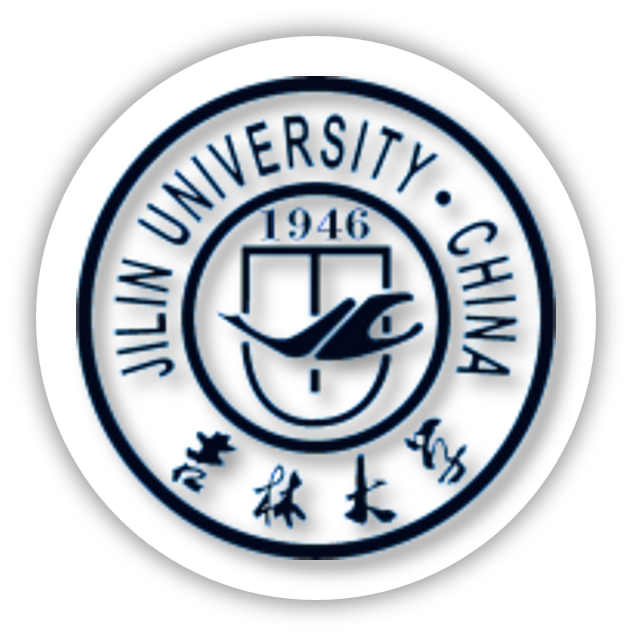 JILIN UNIVERSITY • CHINA
1946
吉林大学